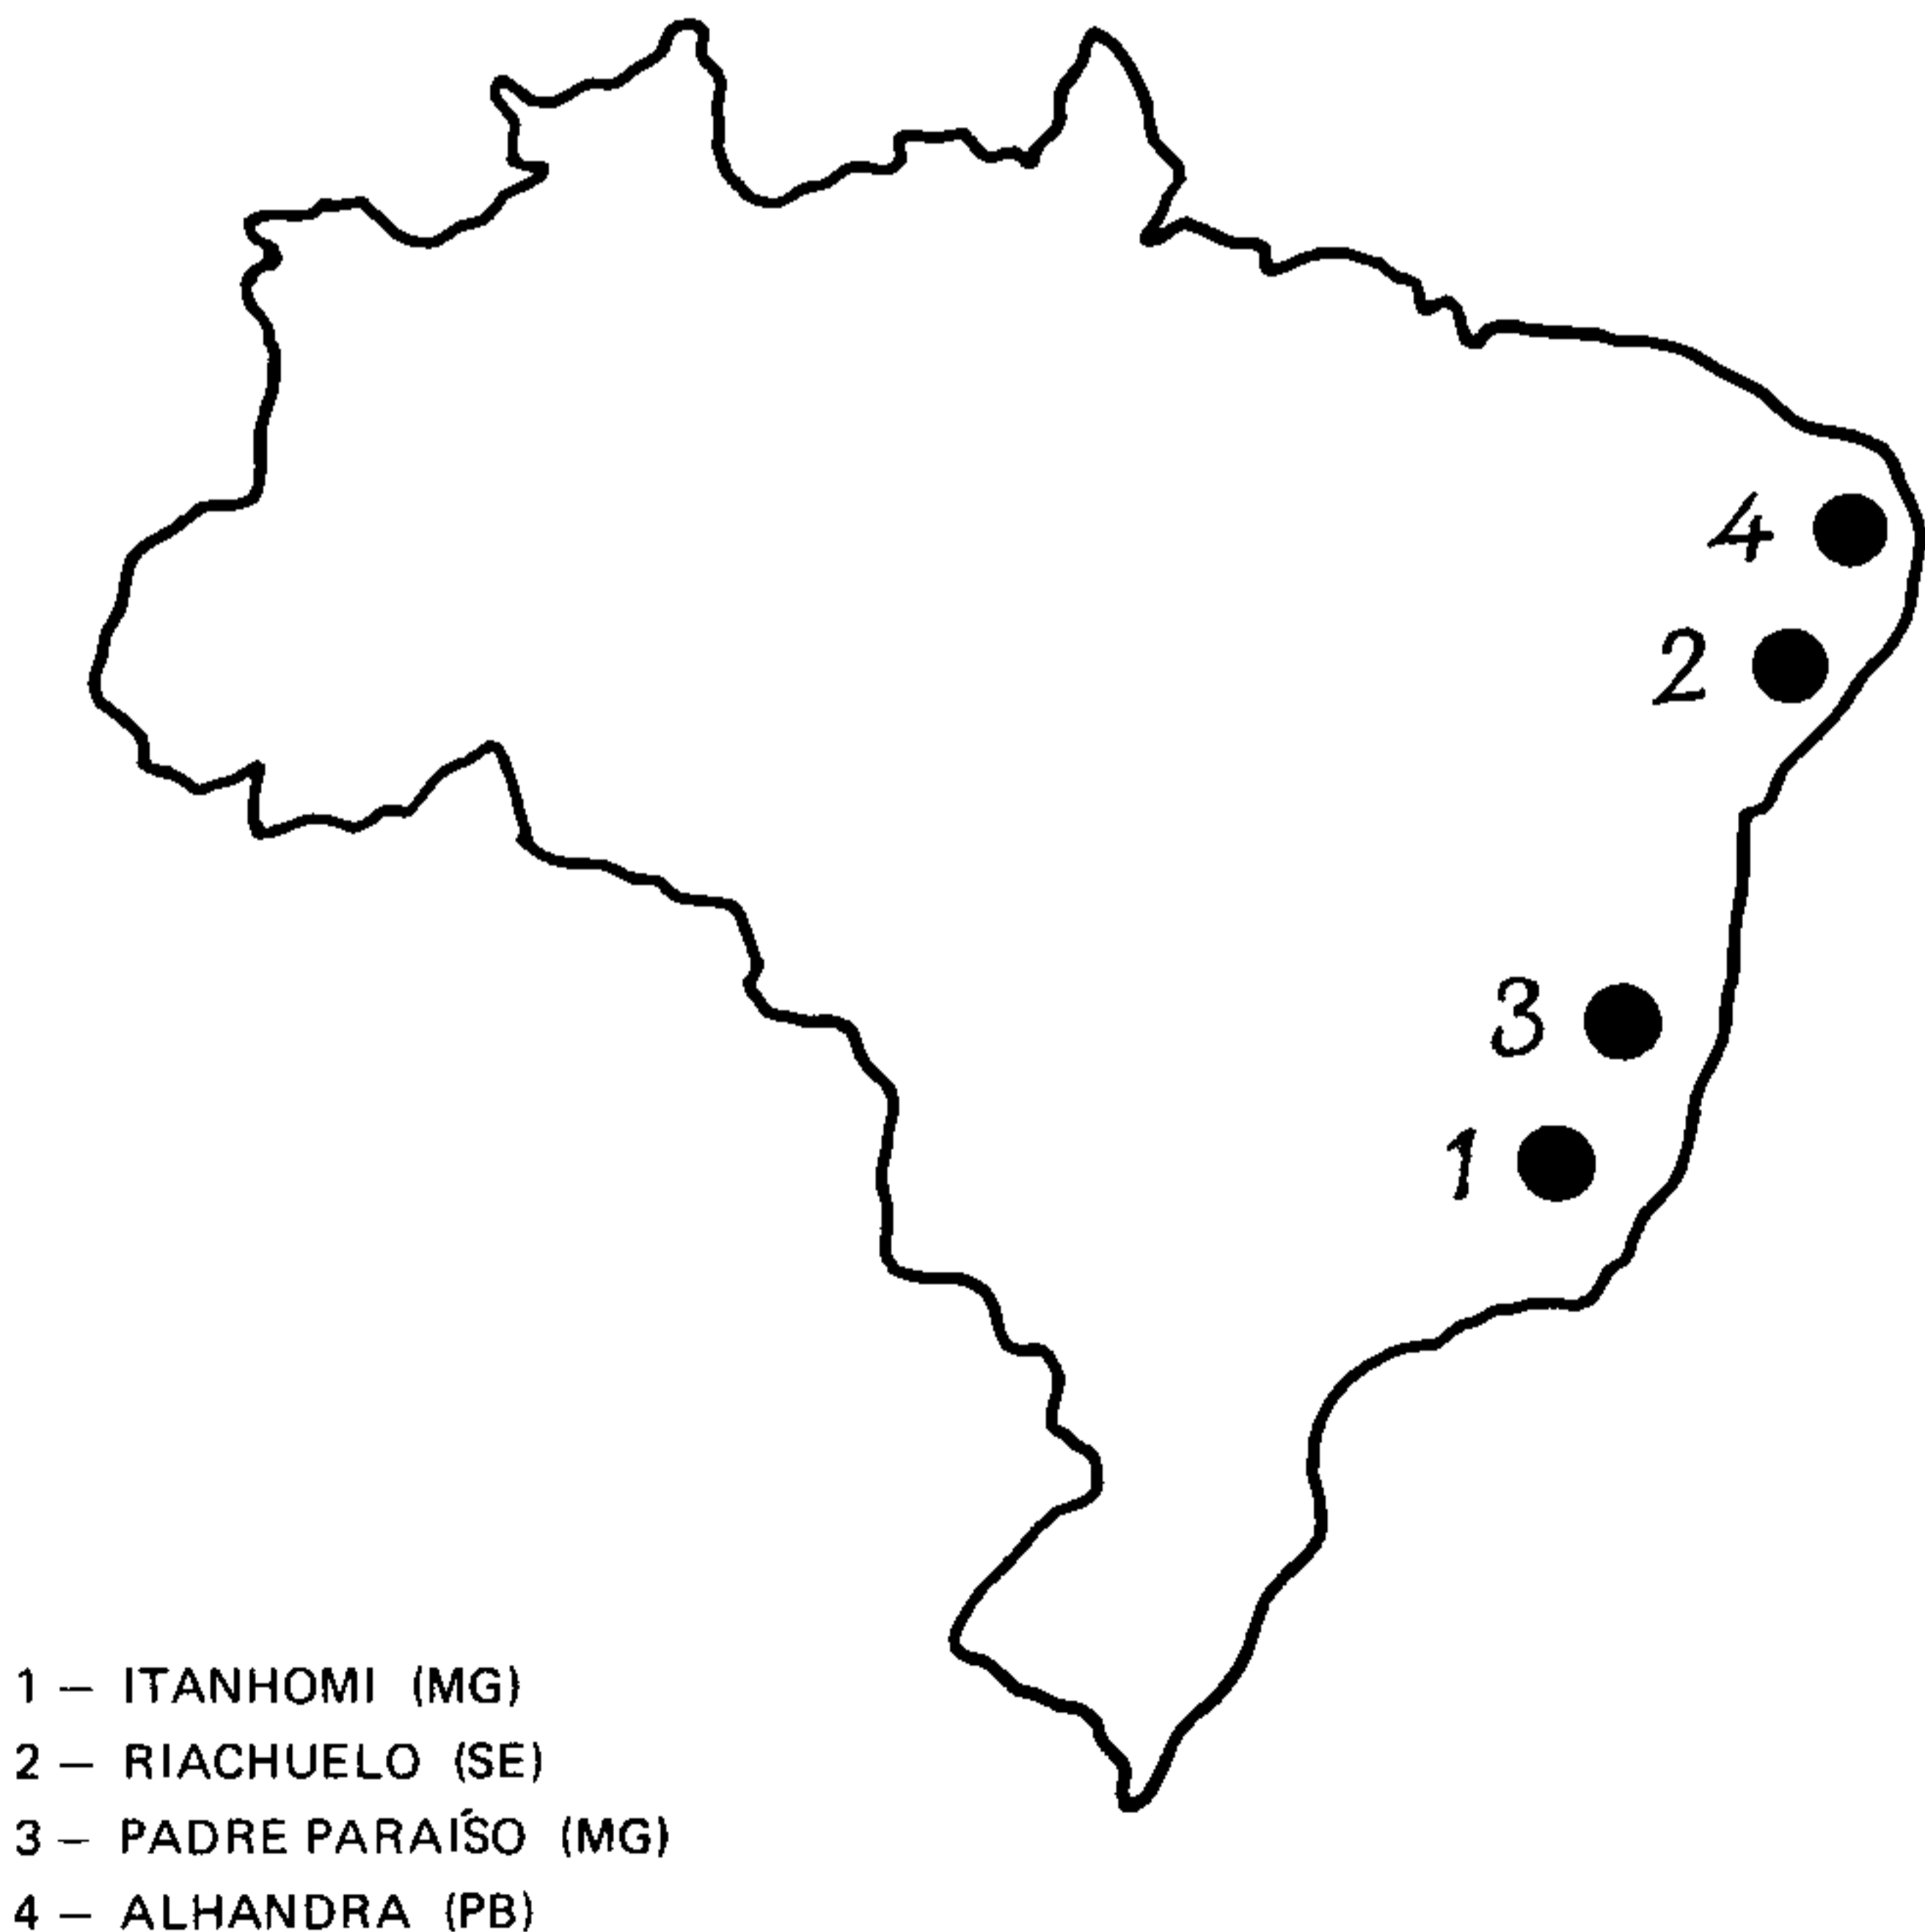 4
2
3
1
1 — ITANHOMI (MG)
2 — RIACHUELO (SE)
3 — PADRE PARAÍSO (MG)
4 — ALHANDRA (PB)